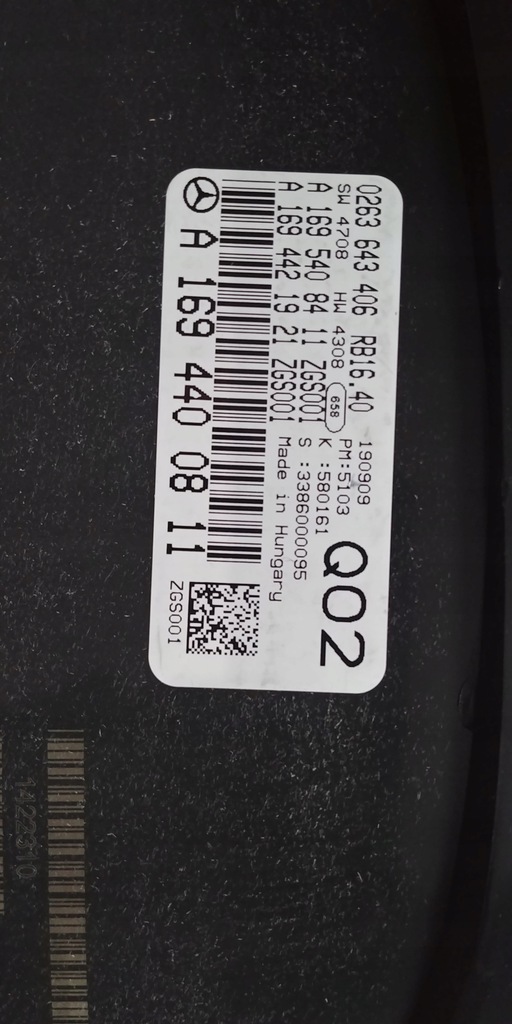 0263 643 406 RB16.40 190909
SW 4708 HW 4308 658 PM:5103
A 169 540 84 11 ZGS001 K :580161
A 169 442 19 21 ZGS001 S :3386000095
Made in Hungary
Q02
A 169 440 08 11
ZGS001